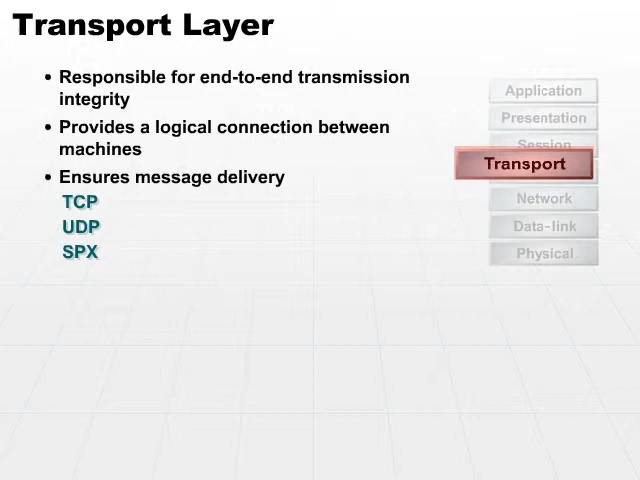 Transport Layer
• Responsible for end-to-end transmission
integrity
• Provides a logical connection between
machines
• Ensures message delivery
TCP
UDP
SPX
Application
Presentation
Session
Transport
Network
Data-link
Physical